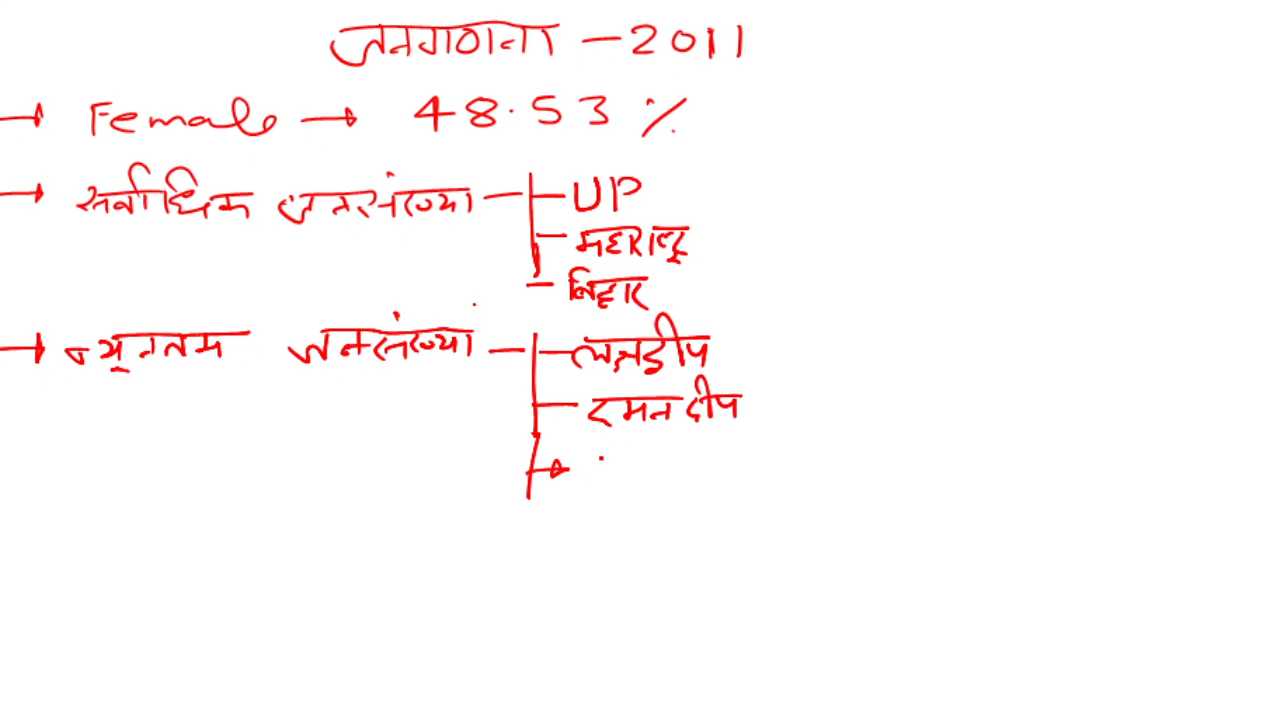 जनगणना - 2011
→ Female → 48.53 %
→ सर्वाधिक जनसंख्या - UP
महाराष्ट्र
बिहार
→ न्यूनतम जनसंख्या - लक्षद्वीप
दमन दीप